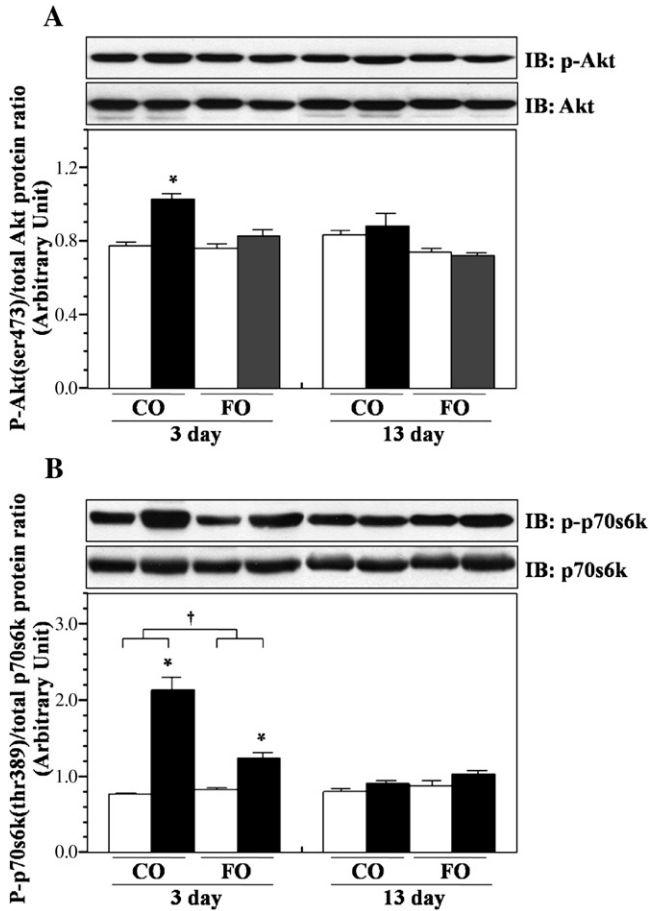 A
IB: p-Akt
IB: Akt
P-Akt(ser473)/total Akt protein ratio
(Arbitrary Unit)
1.2
0.8
0.4
0.0
*
CO FO CO FO
3 day 13 day
B
IB: p-p70s6k
IB: p70s6k
P-p70s6k(thr389)/total p70s6k protein ratio
(Arbitrary Unit)
3.0
2.0
1.0
0.0
†
*
*
CO FO CO FO
3 day 13 day